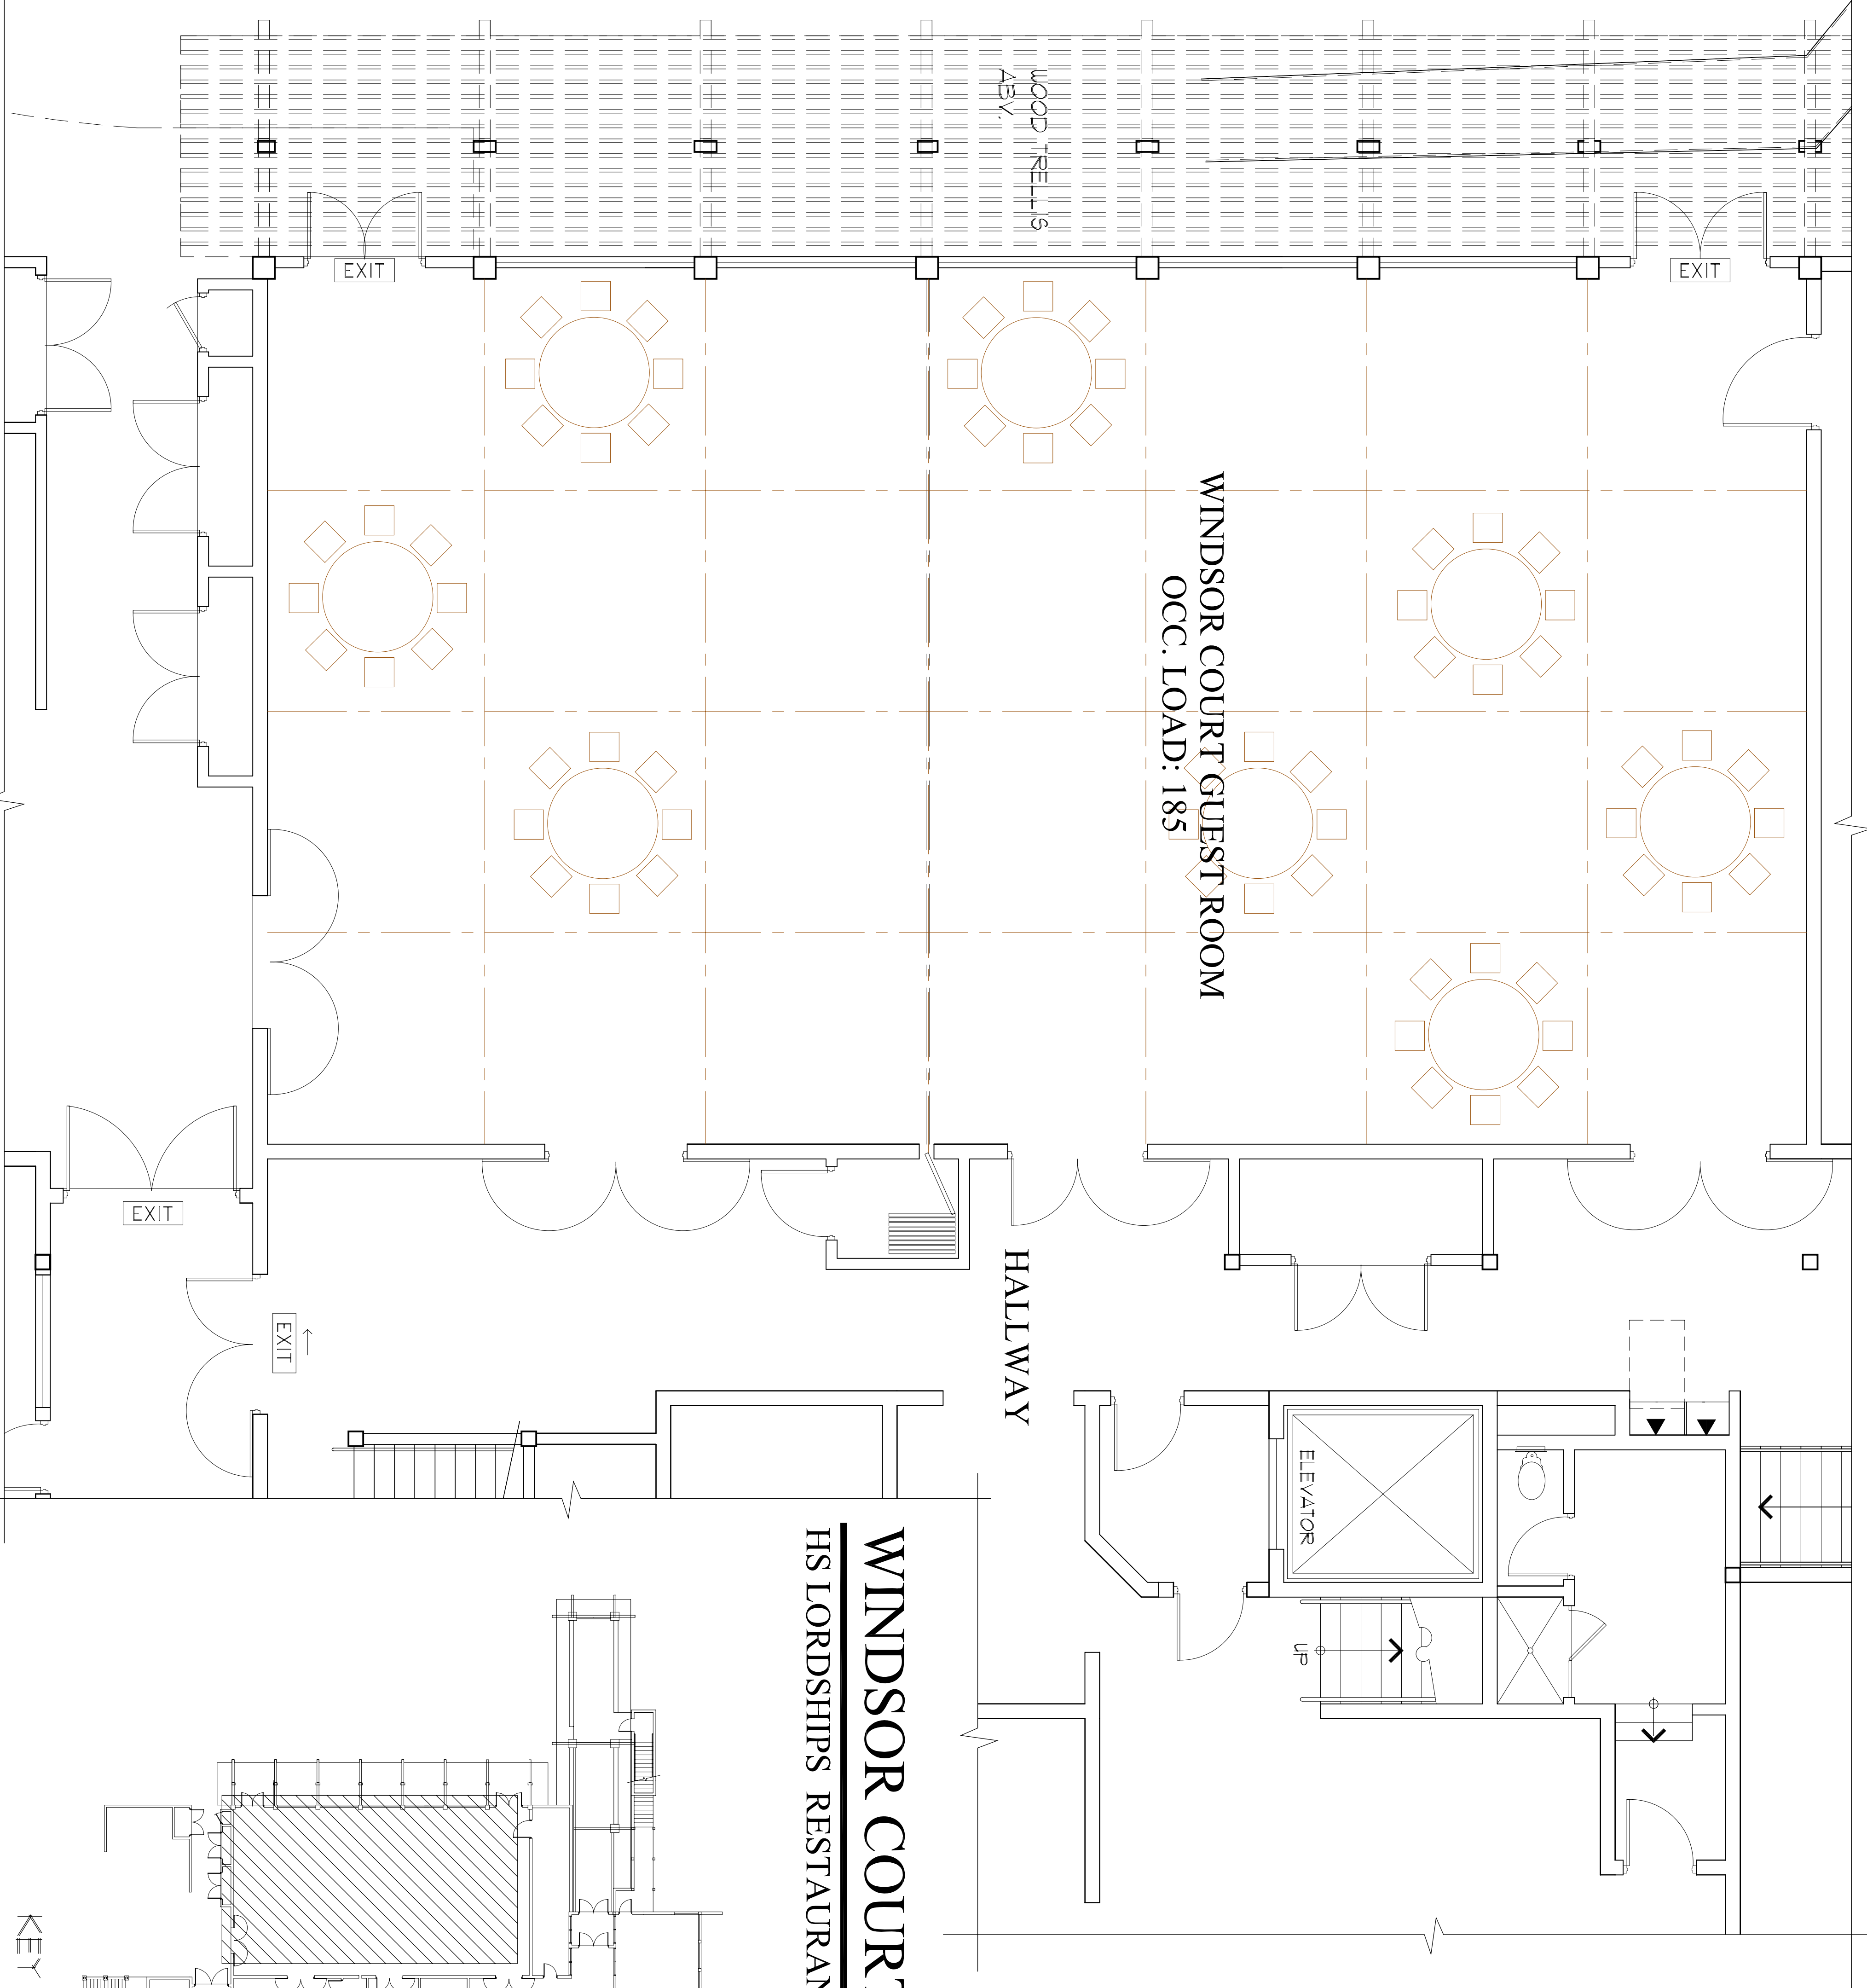 WOOD TRELLIS
ABV.
EXIT
EXIT
WINDSOR COURT GUEST ROOM
OCC. LOAD: 185
EXIT
EXIT
HALLWAY
ELEVATOR
UP
WINDSOR COURT
HS LORDSHIPS RESTAURAN
KEY